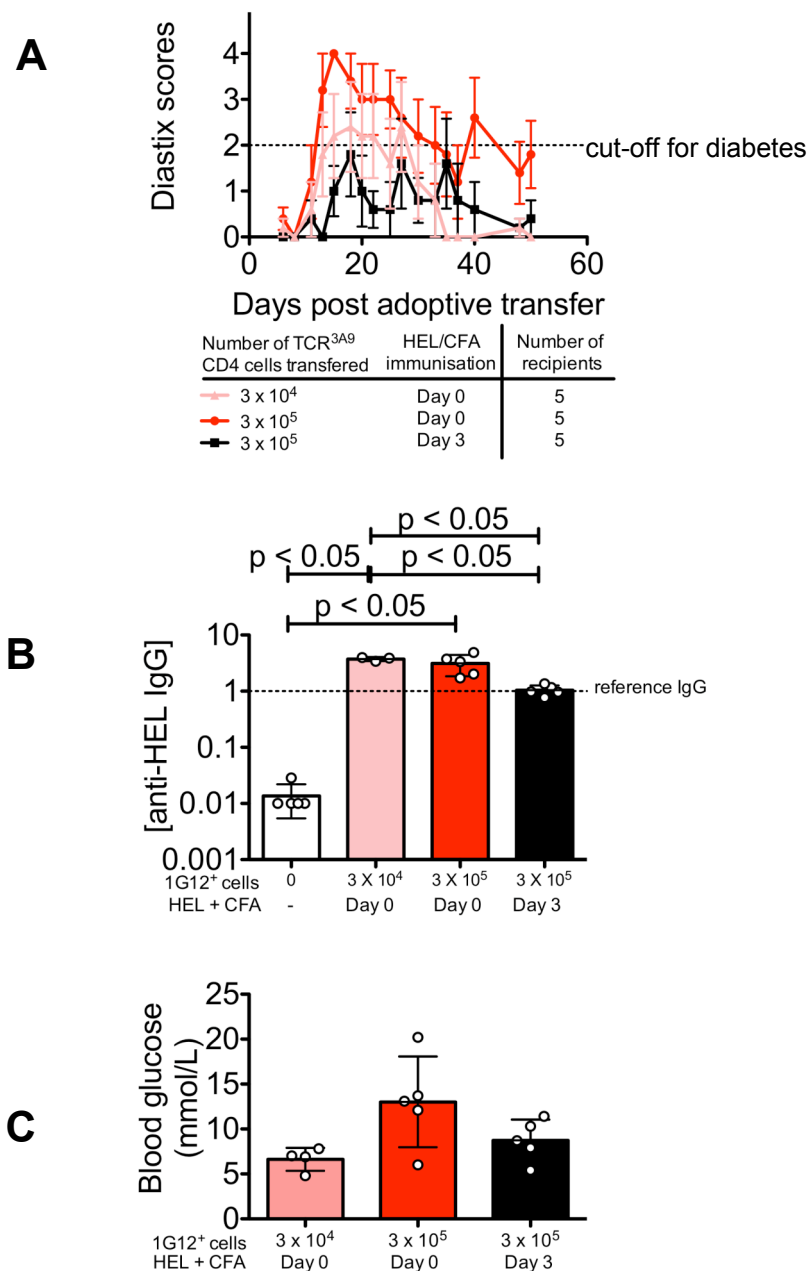 A
Diastix scores
4
3
2
1
0
cut-off for diabetes
0 20 40 60
Days post adoptive transfer
Number of TCR3A9 HEL/CFA Number of
CD4 cells transfered immunisation recipients
3 x 104 Day 0 5
3 x 105 Day 0 5
3 x 105 Day 3 5
B
p < 0.05
p < 0.05 p < 0.05
p < 0.05
[anti-HEL IgG]
10
1
0.1
0.01
0.001
reference IgG
1G12+ cells 0 3 X 104 3 X 105 3 X 105
HEL + CFA - Day 0 Day 0 Day 3
C
Blood glucose
(mmol/L)
25
20
15
10
5
0
1G12+ cells 3 x 104 3 x 105 3 x 105
HEL + CFA Day 0 Day 0 Day 3